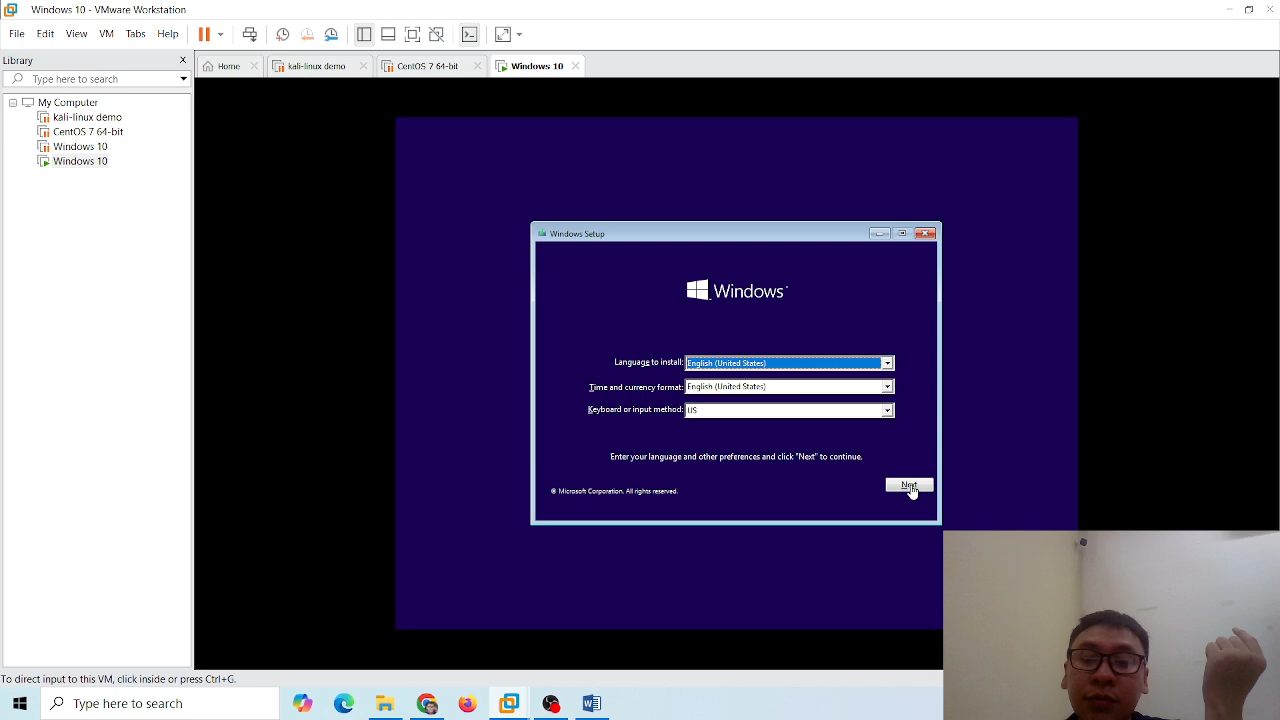 Windows 10 - VMware Workstation
File Edit View VM Tabs Help
Library
Type here to search
My Computer
kali-linux demo
CentOS 7 64-bit
Windows 10
Windows 10
Home kali-linux demo CentOS 7 64-bit Windows 10
Windows Setup
Windows
Language to install: English (United States)
Time and currency format: English (United States)
Keyboard or input method: US
Enter your language and other preferences and click "Next" to continue.
© Microsoft Corporation. All rights reserved.
Next
To direct input to this VM, click inside or press Ctrl+G.
Type here to search